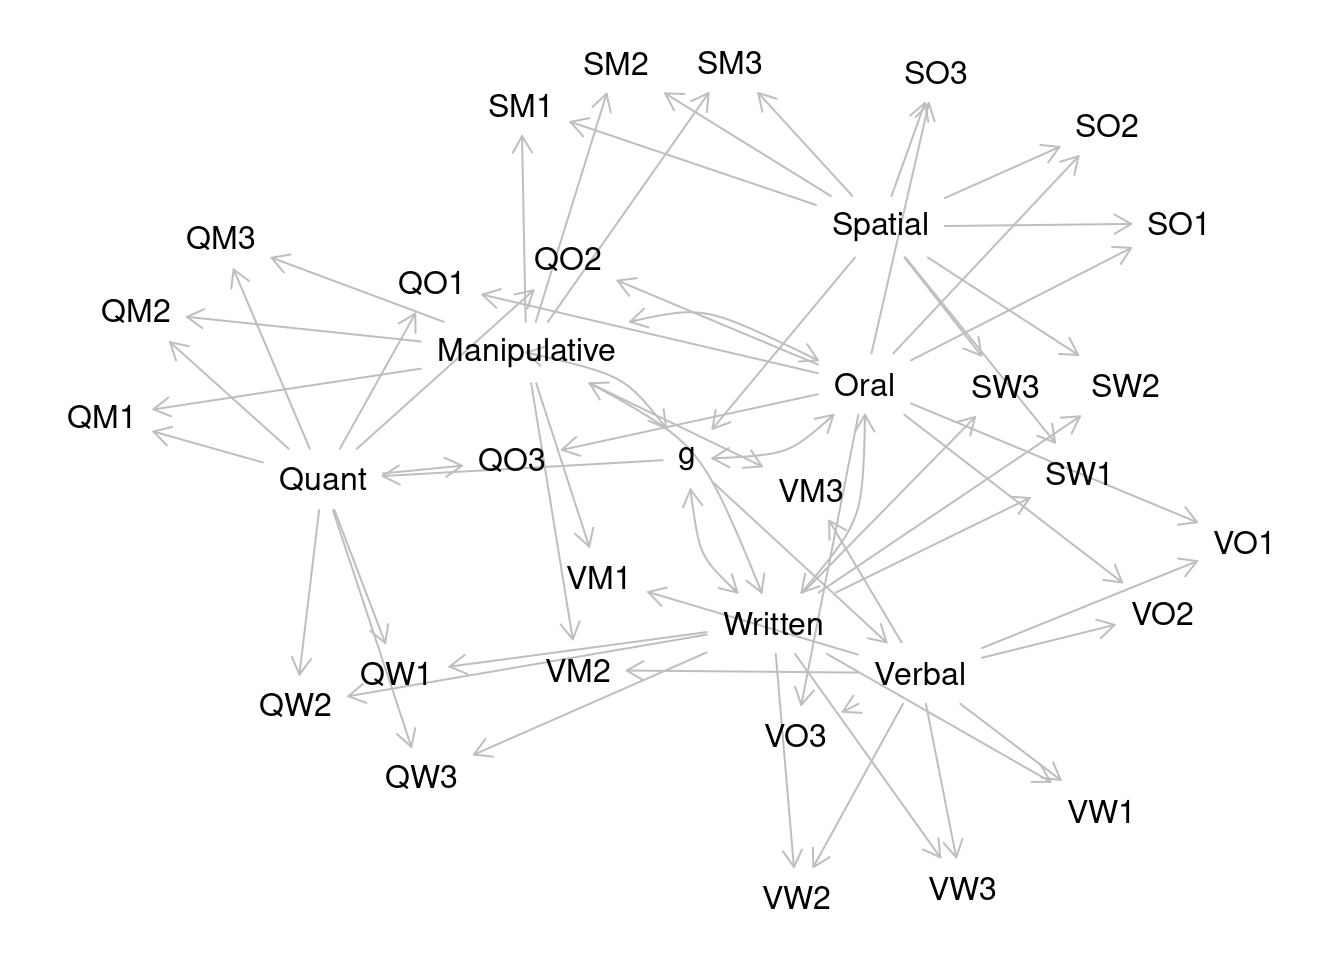 SM2
SM3
SO3
SM1
SO2
Spatial
SO1
QM3
QO2
QO1
QM2
Manipulative
Oral
SW3
SW2
QM1
g
QO3
SW1
Quant
VM3
VO1
VM1
VO2
Written
QW1
VM2
Verbal
QW2
VO3
QW3
VW1
VW3
VW2